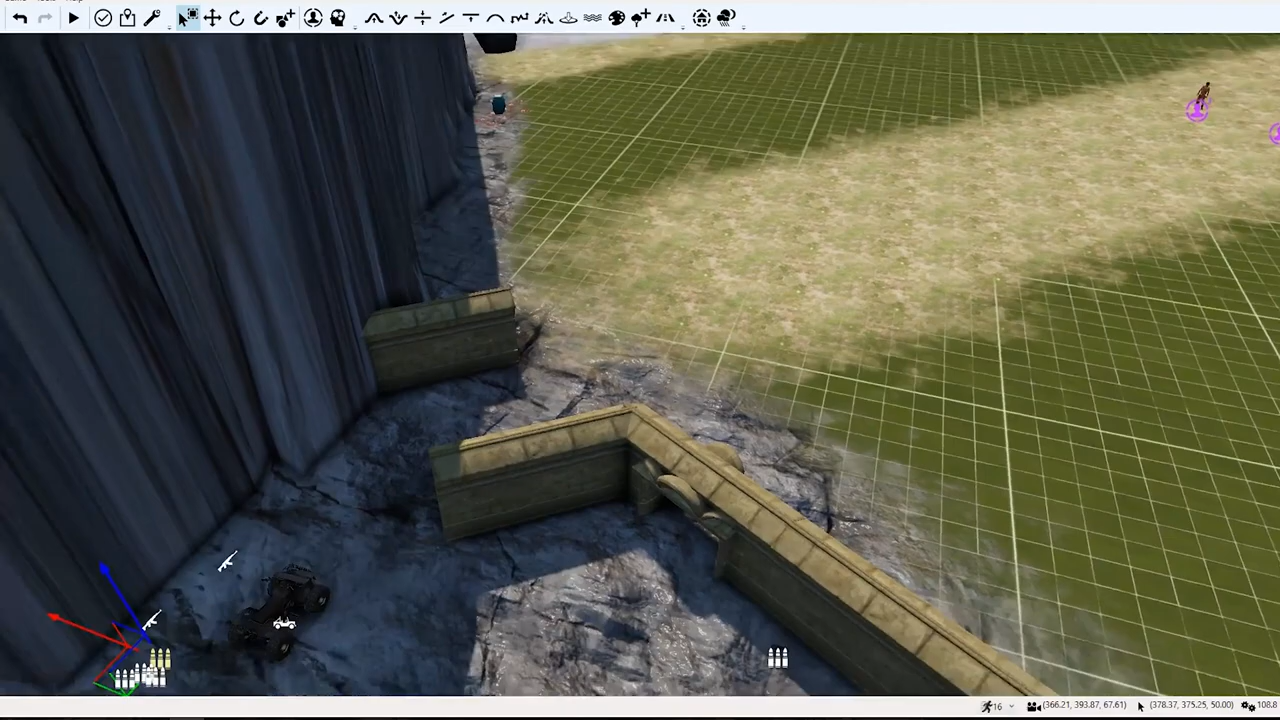 16 (366.21, 393.87, 67.61) (378.37, 375.25, 50.00) 108.8